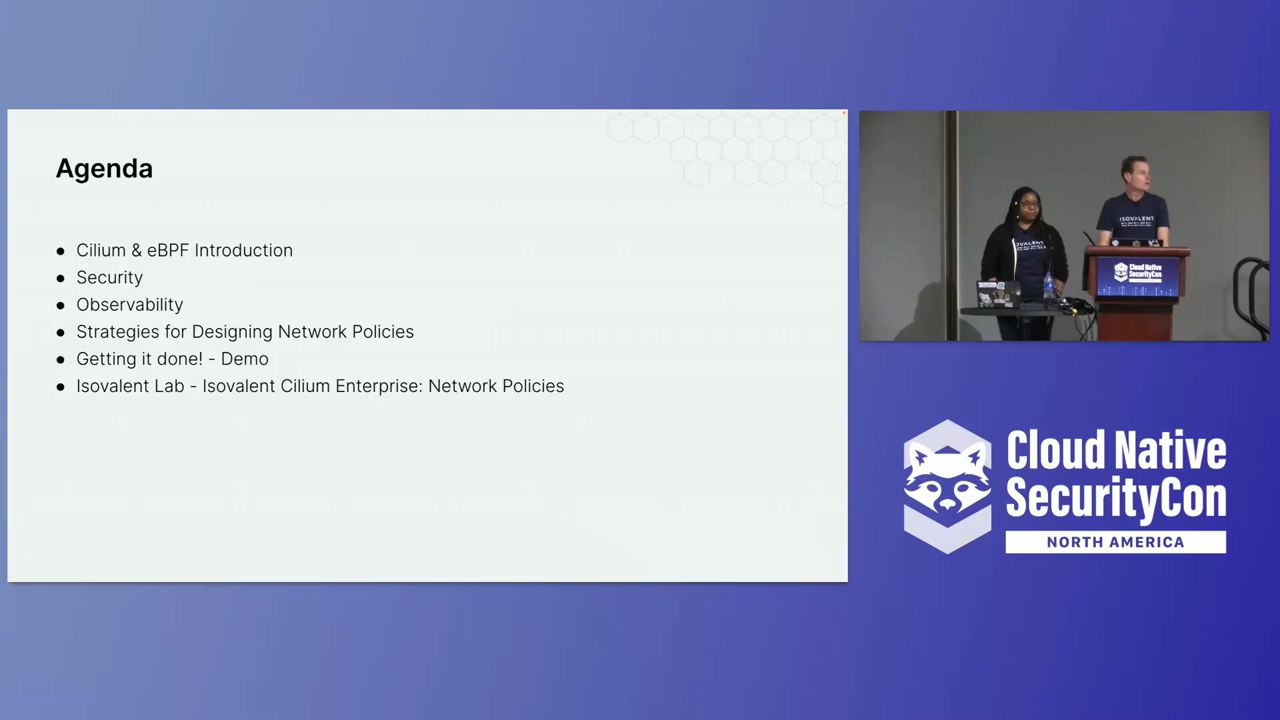 Agenda
● Cilium & eBPF Introduction
● Security
● Observability
● Strategies for Designing Network Policies
● Getting it done! - Demo
● Isovalent Lab - Isovalent Cilium Enterprise: Network Policies
ISOVALENT
OVALENT
Cloud Native
SecurityCon
Cloud Native
SecurityCon
NORTH AMERICA